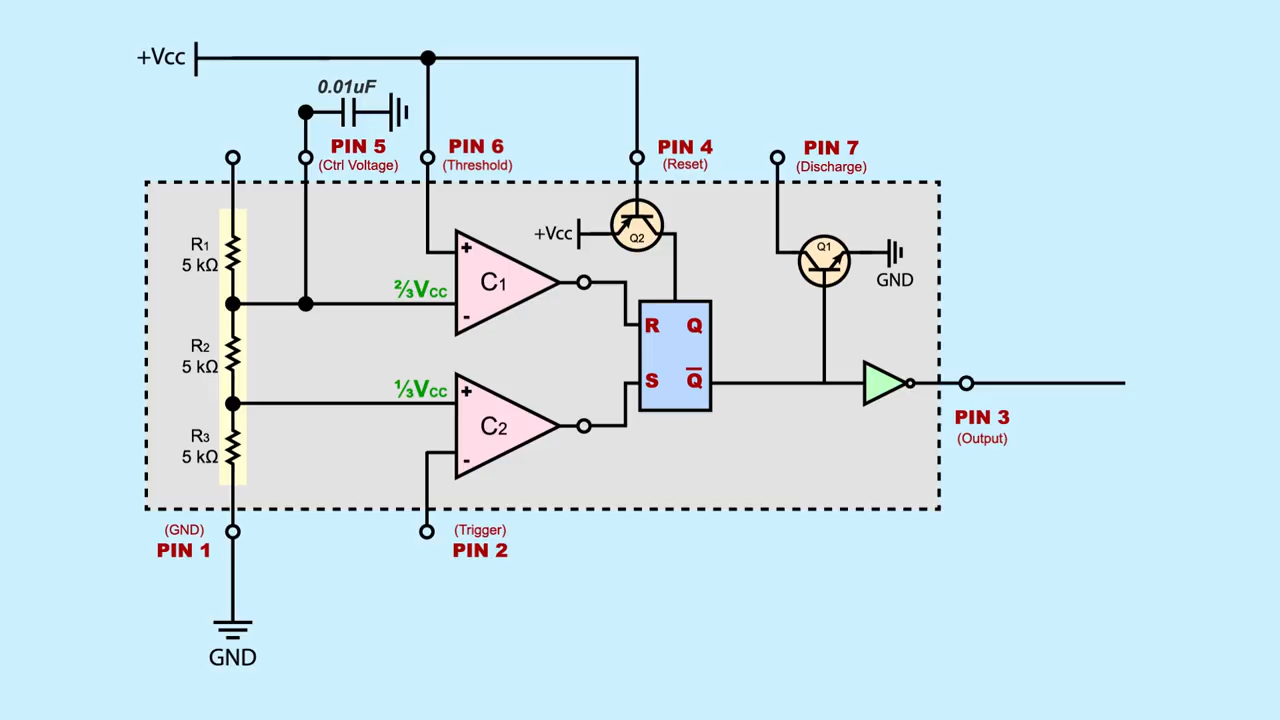 +Vcc
0.01uF
PIN 5
(Ctrl Voltage)
PIN 6
(Threshold)
PIN 4
(Reset)
PIN 7
(Discharge)
R1
5 kΩ
+
C1
-
⅔Vcc
+Vcc
Q2
Q1
GND
R Q
S Q̅
R2
5 kΩ
⅓Vcc
+
C2
-
R3
5 kΩ
PIN 3
(Output)
(GND)
PIN 1
(Trigger)
PIN 2
GND